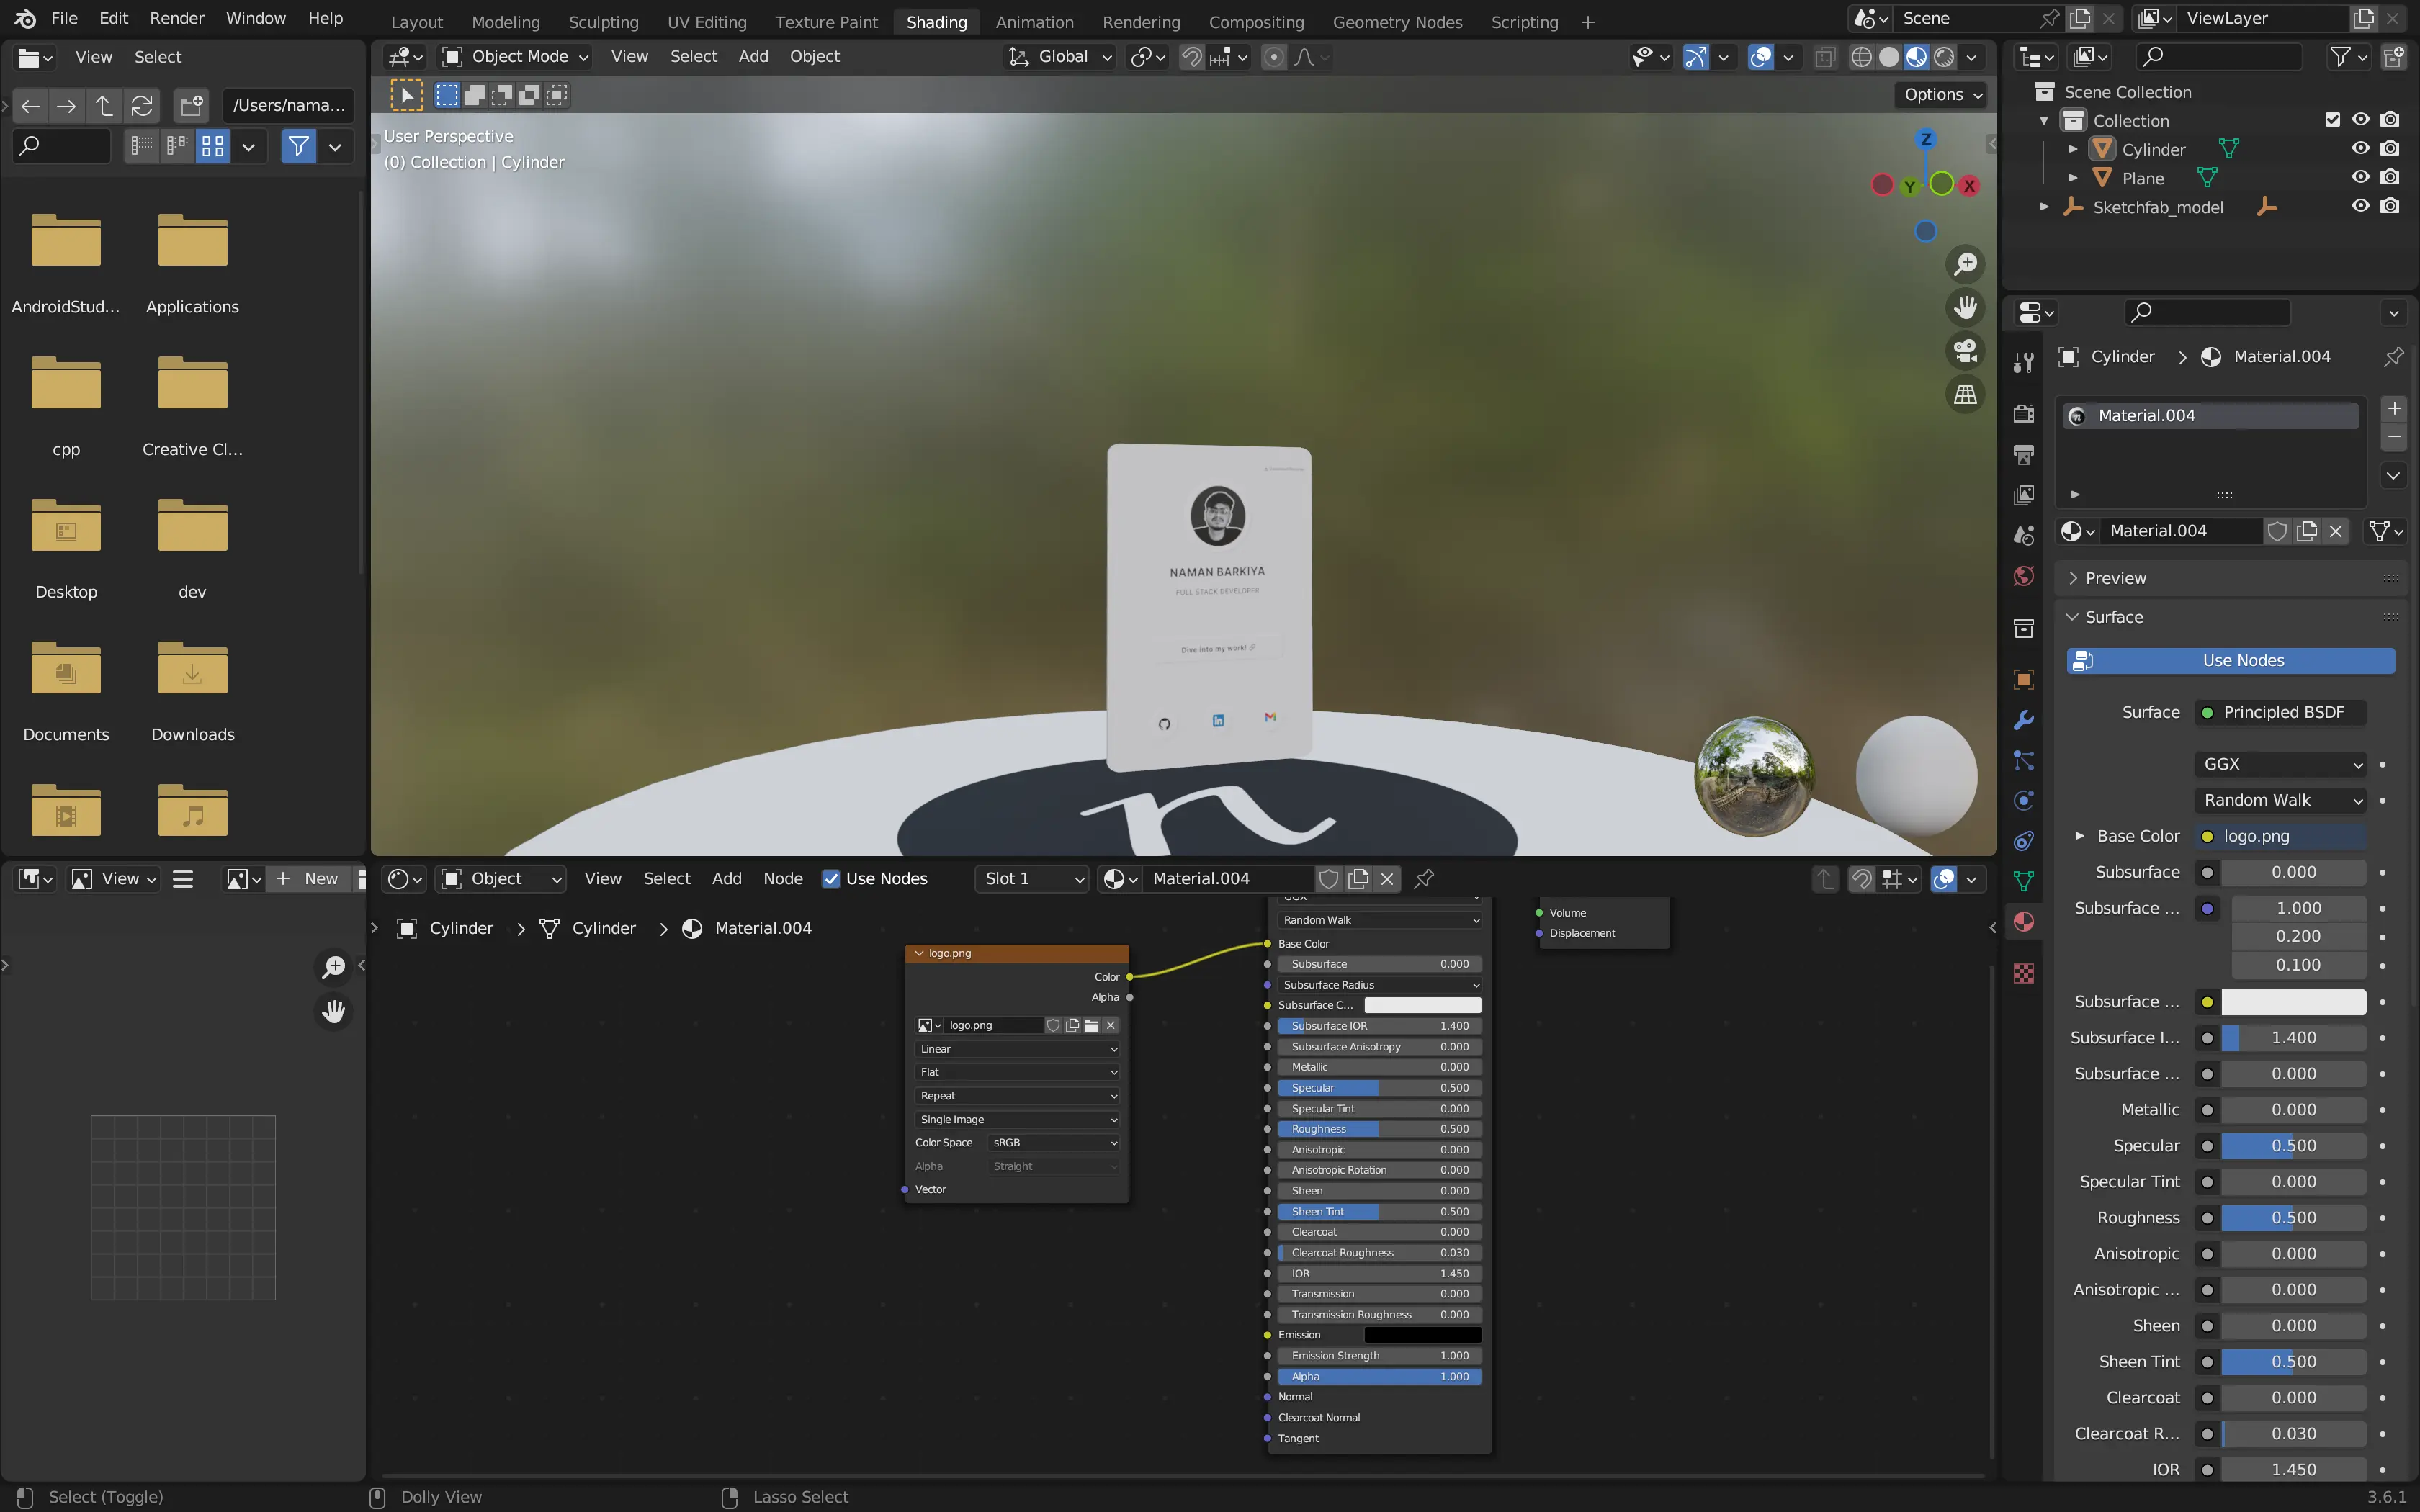 File Edit Render Window Help
Layout Modeling Sculpting UV Editing Texture Paint Shading Animation Rendering Compositing Geometry Nodes Scripting +
Scene
ViewLayer
View Select
/Users/nama...
AndroidStud... Applications
cpp Creative Cl...
Desktop dev
Documents Downloads
Object Mode View Select Add Object
Global
Options
User Perspective
(0) Collection | Cylinder
Z
Y X
NAMAN BARKIYA
FULL STACK DEVELOPER
Dive into my work!
n
Scene Collection
Collection
Cylinder
Plane
Sketchfab_model
Cylinder > Material.004
Material.004
Material.004
Preview
Surface
Use Nodes
Surface Principled BSDF
GGX
Random Walk
Base Color logo.png
Subsurface 0.000
Subsurface ... 1.000
0.200
0.100
Subsurface ...
Subsurface I... 1.400
Subsurface ... 0.000
Metallic 0.000
Specular 0.500
Specular Tint 0.000
Roughness 0.500
Anisotropic 0.000
Anisotropic ... 0.000
Sheen 0.000
Sheen Tint 0.500
Clearcoat 0.000
Clearcoat R... 0.030
IOR 1.450
View
+ New
Object View Select Add Node Use Nodes
Slot 1
Material.004
Cylinder > Cylinder > Material.004
logo.png
Color
Alpha
logo.png
Linear
Flat
Repeat
Single Image
Color Space sRGB
Alpha Straight
Vector
GGX
Random Walk
Base Color
Subsurface 0.000
Subsurface Radius
Subsurface C...
Subsurface IOR 1.400
Subsurface Anisotropy 0.000
Metallic 0.000
Specular 0.500
Specular Tint 0.000
Roughness 0.500
Anisotropic 0.000
Anisotropic Rotation 0.000
Sheen 0.000
Sheen Tint 0.500
Clearcoat 0.000
Clearcoat Roughness 0.030
IOR 1.450
Transmission 0.000
Transmission Roughness 0.000
Emission
Emission Strength 1.000
Alpha 1.000
Normal
Clearcoat Normal
Tangent
Volume
Displacement
Select (Toggle)
Dolly View
Lasso Select
3.6.1